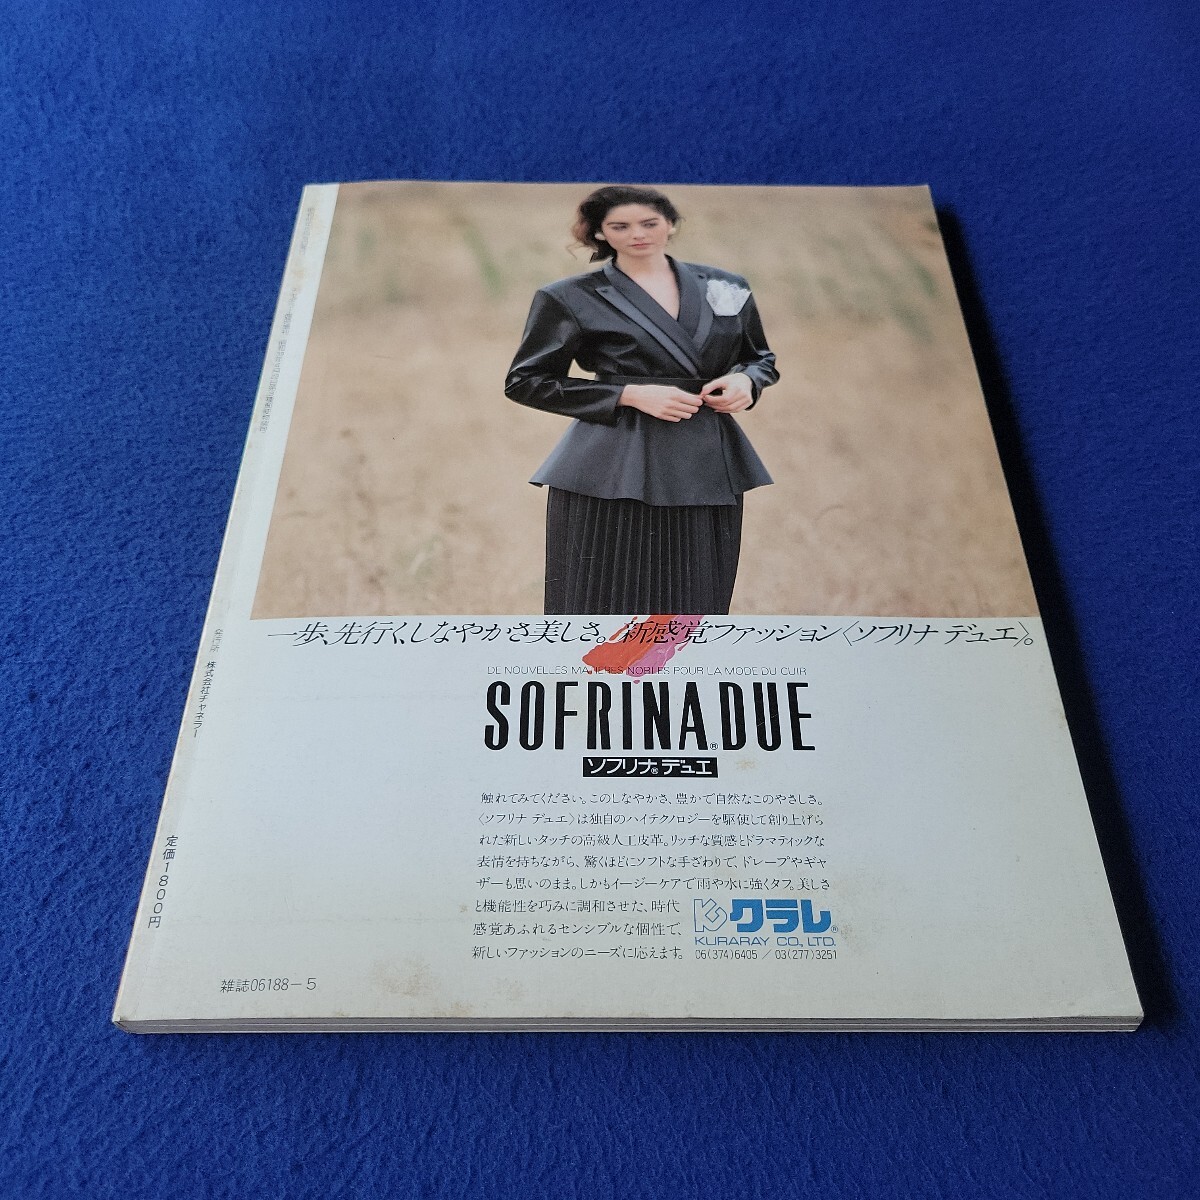 一歩、先行く、しなやかさ美しさ。新感覚ファッション〈ソフリナ デュエ〉。
DE NOUVELLES MATIERES NOBLES POUR LA MODE DU CUIR
SOFRINA® DUE
ソフリナ®デュエ
触れてみてください。このしなやかさ、豊かで自然なこのやさしさ。
〈ソフリナ デュエ〉は独自のハイテクノロジーを駆使して創り上げら
れた新しいタッチの高級人工皮革。リッチな質感とドラマティックな
表情を持ちながら、驚くほどにソフトな手ざわりで、ドレープやギャ
ザーも思いのまま。しかもイージーケアで雨や水に強くタフ。美しさ
と機能性を巧みに調和させた、時代
感覚あふれるセンシブルな個性で、
新しいファッションのニーズに応えます。
クラレ®
KURARAY CO., LTD.
06(374)6405 / 03(277)3251
発行所 株式会社チャネラー
定価1800円
雑誌06188-5